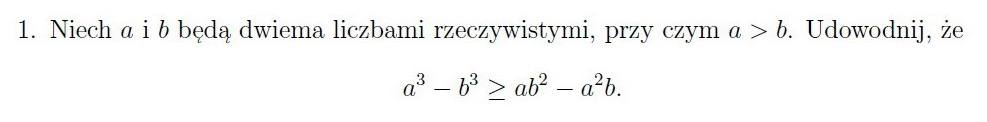 1. Niech a i b będą dwiema liczbami rzeczywistymi, przy czym a > b. Udowodnij, że
a³ − b³ ≥ ab² − a²b.